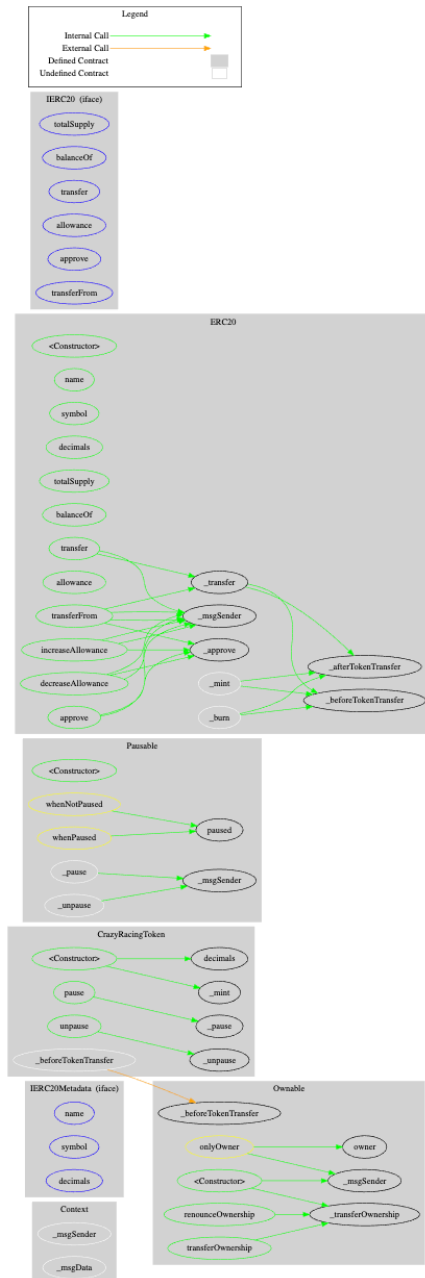 Legend
Internal Call
External Call
Defined Contract
Undefined Contract
IERC20 (iface)
totalSupply
balanceOf
transfer
allowance
approve
transferFrom
ERC20
<Constructor>
name
symbol
decimals
totalSupply
balanceOf
transfer
allowance
_transfer
transferFrom
_msgSender
increaseAllowance
_approve
_afterTokenTransfer
decreaseAllowance
_mint
_beforeTokenTransfer
approve
_burn
Pausable
<Constructor>
whenNotPaused
paused
whenPaused
_pause
_msgSender
_unpause
CrazyRacingToken
<Constructor>
decimals
pause
_mint
unpause
_pause
_beforeTokenTransfer
_unpause
IERC20Metadata (iface)
name
symbol
decimals
Ownable
_beforeTokenTransfer
onlyOwner
owner
<Constructor>
_msgSender
renounceOwnership
_transferOwnership
transferOwnership
Context
_msgSender
_msgData